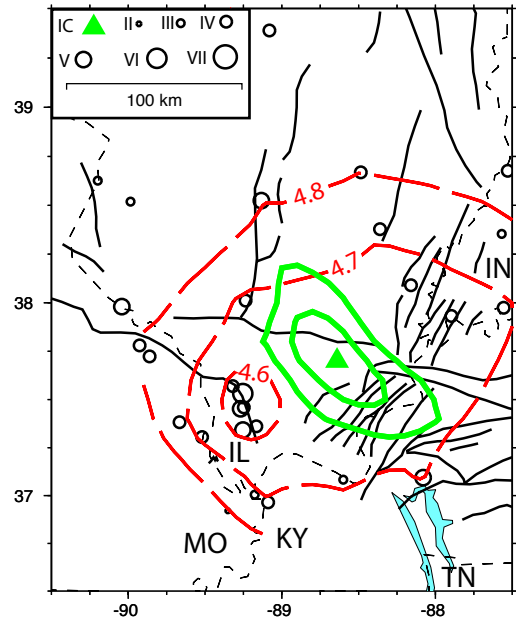 IC II III IV
V VI VII
100 km
39
4.8
4.7
IN
38
4.6
IL
37
MO KY
TN
-90 -89 -88